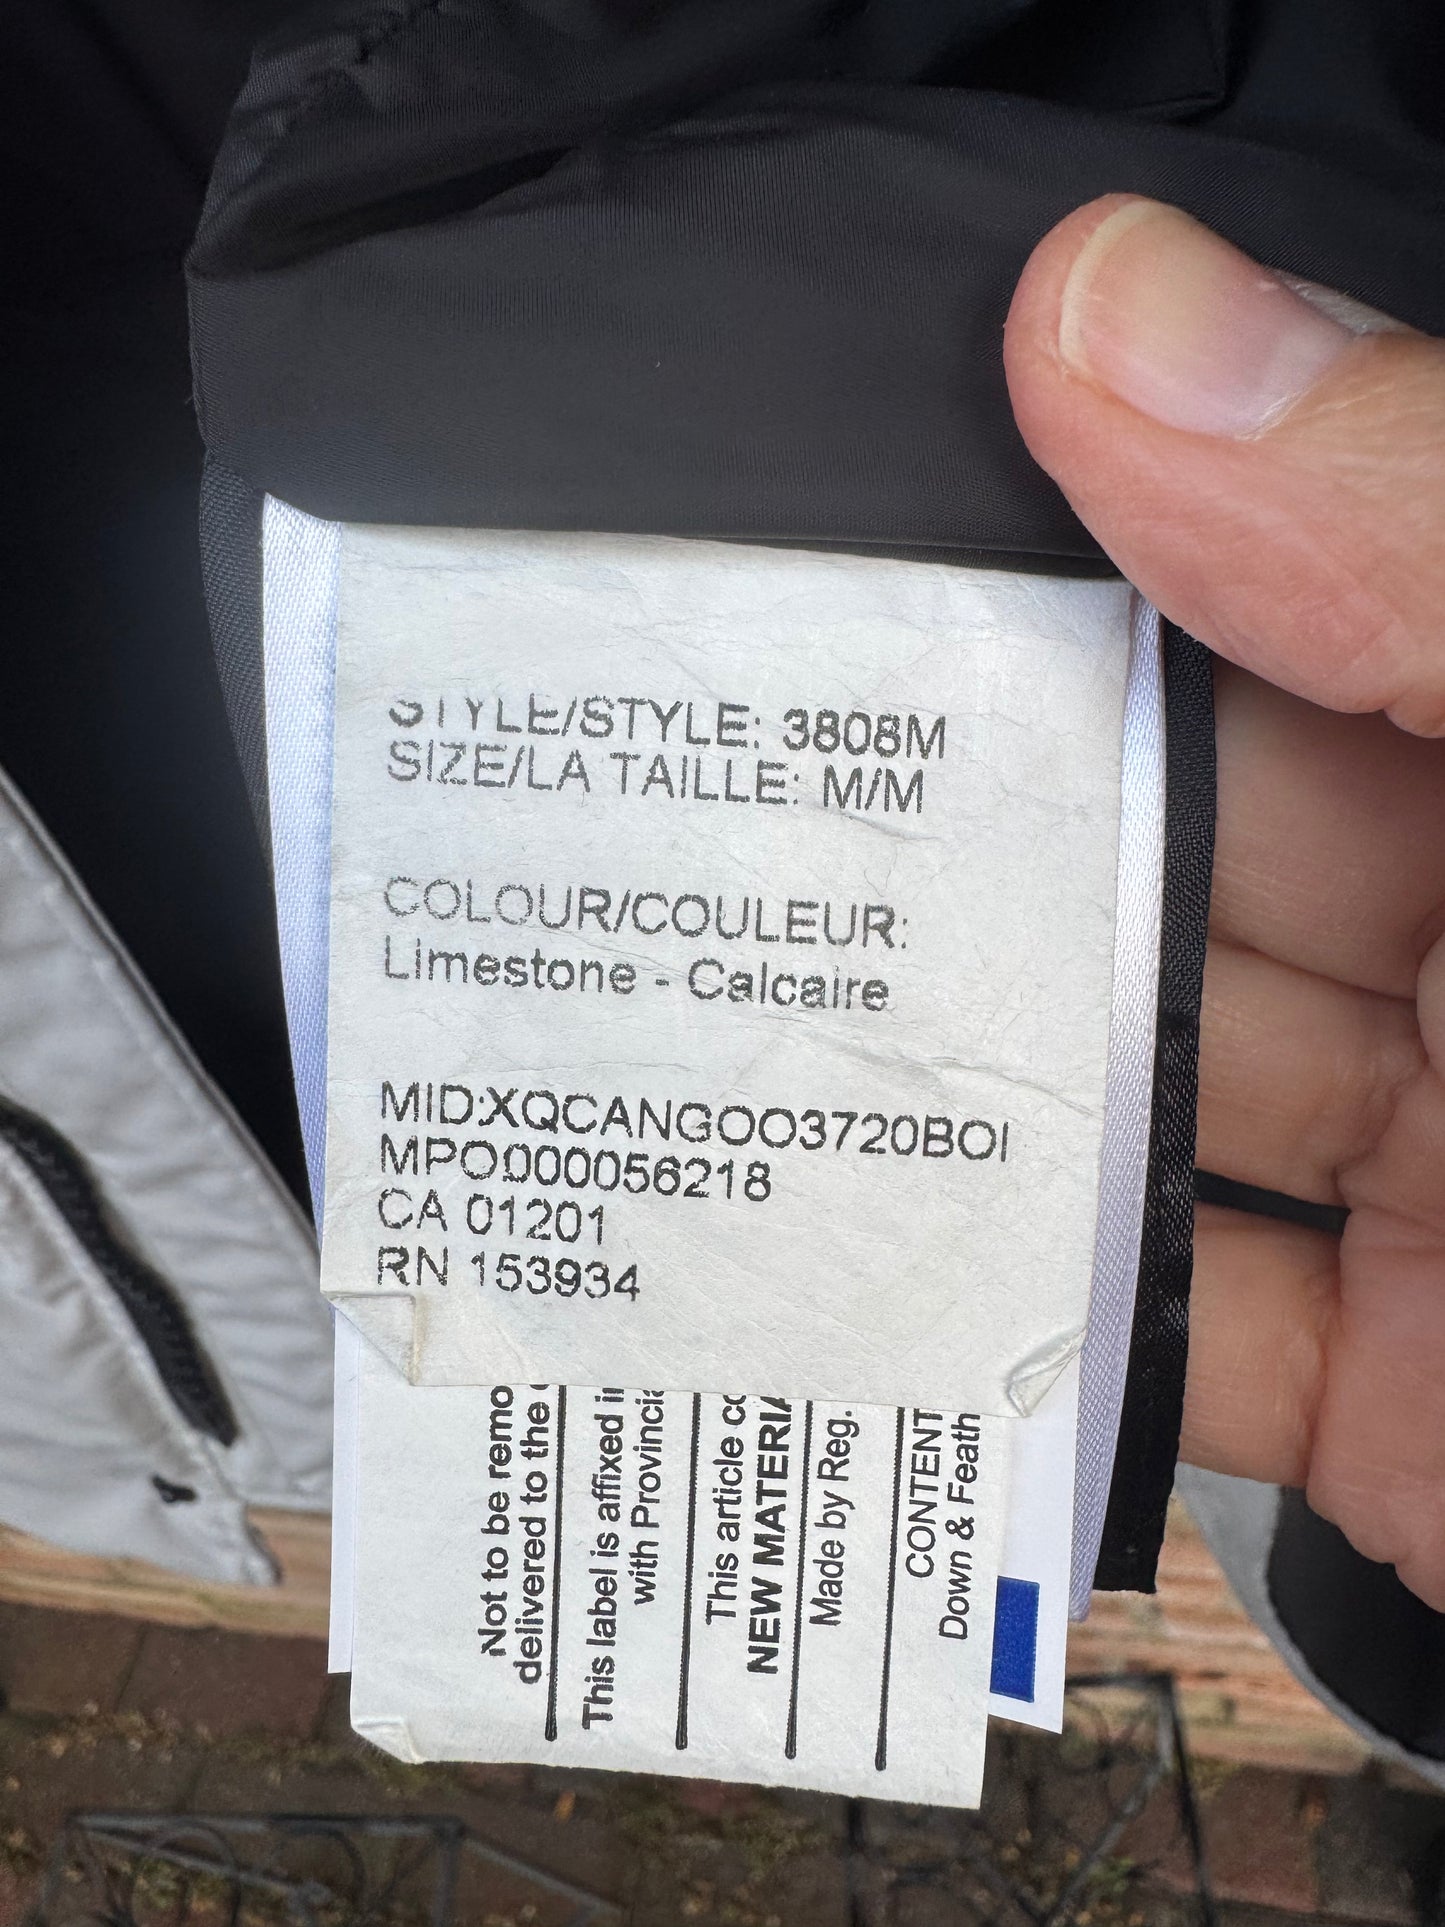 STYLE/STYLE: 3808M
SIZE/LA TAILLE: M/M
COLOUR/COULEUR:
Limestone - Calcaire
MID:XQCANGOO3720BOI
MPO000056218
CA 01201
RN 153934
Not to be remo
delivered to the
This label is affixed i
with Provincia
This article co
NEW MATERIA
Made by Reg.
CONTENT
Down & Feath